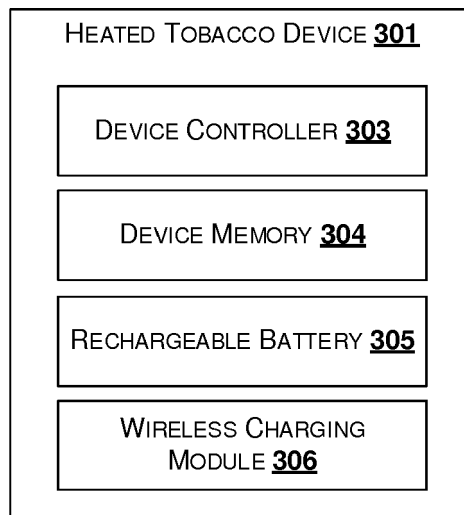 HEATED TOBACCO DEVICE 301
DEVICE CONTROLLER 303
DEVICE MEMORY 304
RECHARGEABLE BATTERY 305
WIRELESS CHARGING
MODULE 306